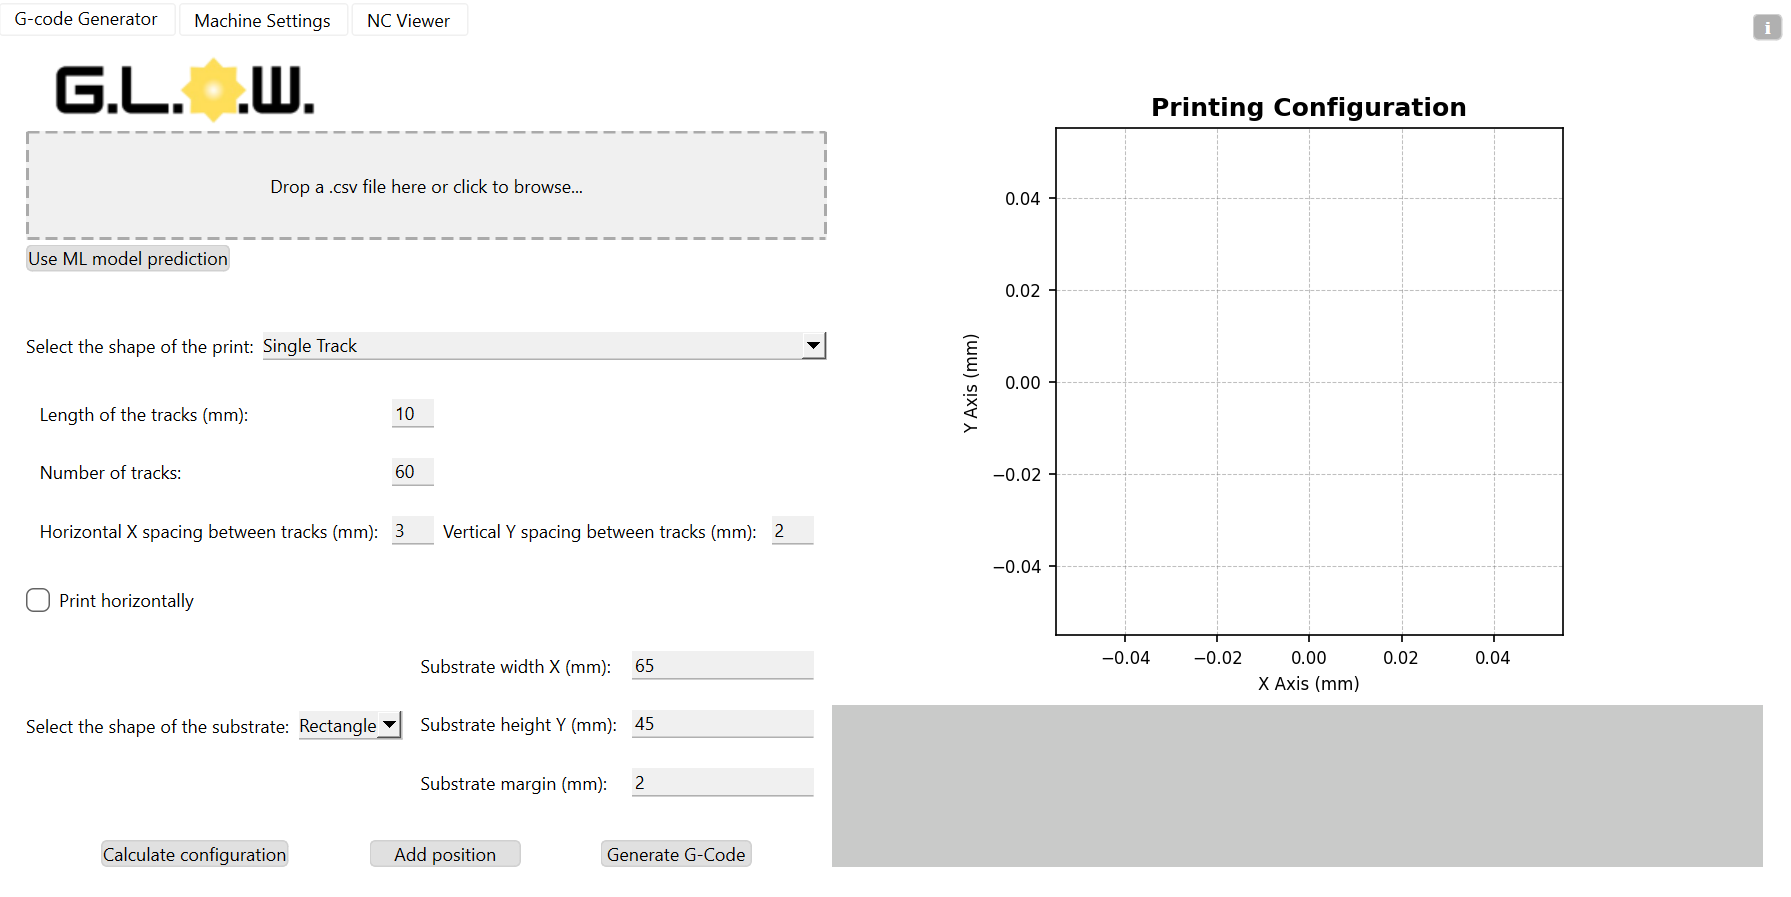 G-code Generator
Machine Settings
NC Viewer
i
G.L.O.W.
Drop a .csv file here or click to browse...
Use ML model prediction
Select the shape of the print: Single Track
Length of the tracks (mm): 10
Number of tracks: 60
Horizontal X spacing between tracks (mm): 3 Vertical Y spacing between tracks (mm): 2
Print horizontally
Substrate width X (mm): 65
Select the shape of the substrate: Rectangle
Substrate height Y (mm): 45
Substrate margin (mm): 2
Calculate configuration
Add position
Generate G-Code
Printing Configuration
Y Axis (mm)
0.04
0.02
0.00
−0.02
−0.04
−0.04 −0.02 0.00 0.02 0.04
X Axis (mm)